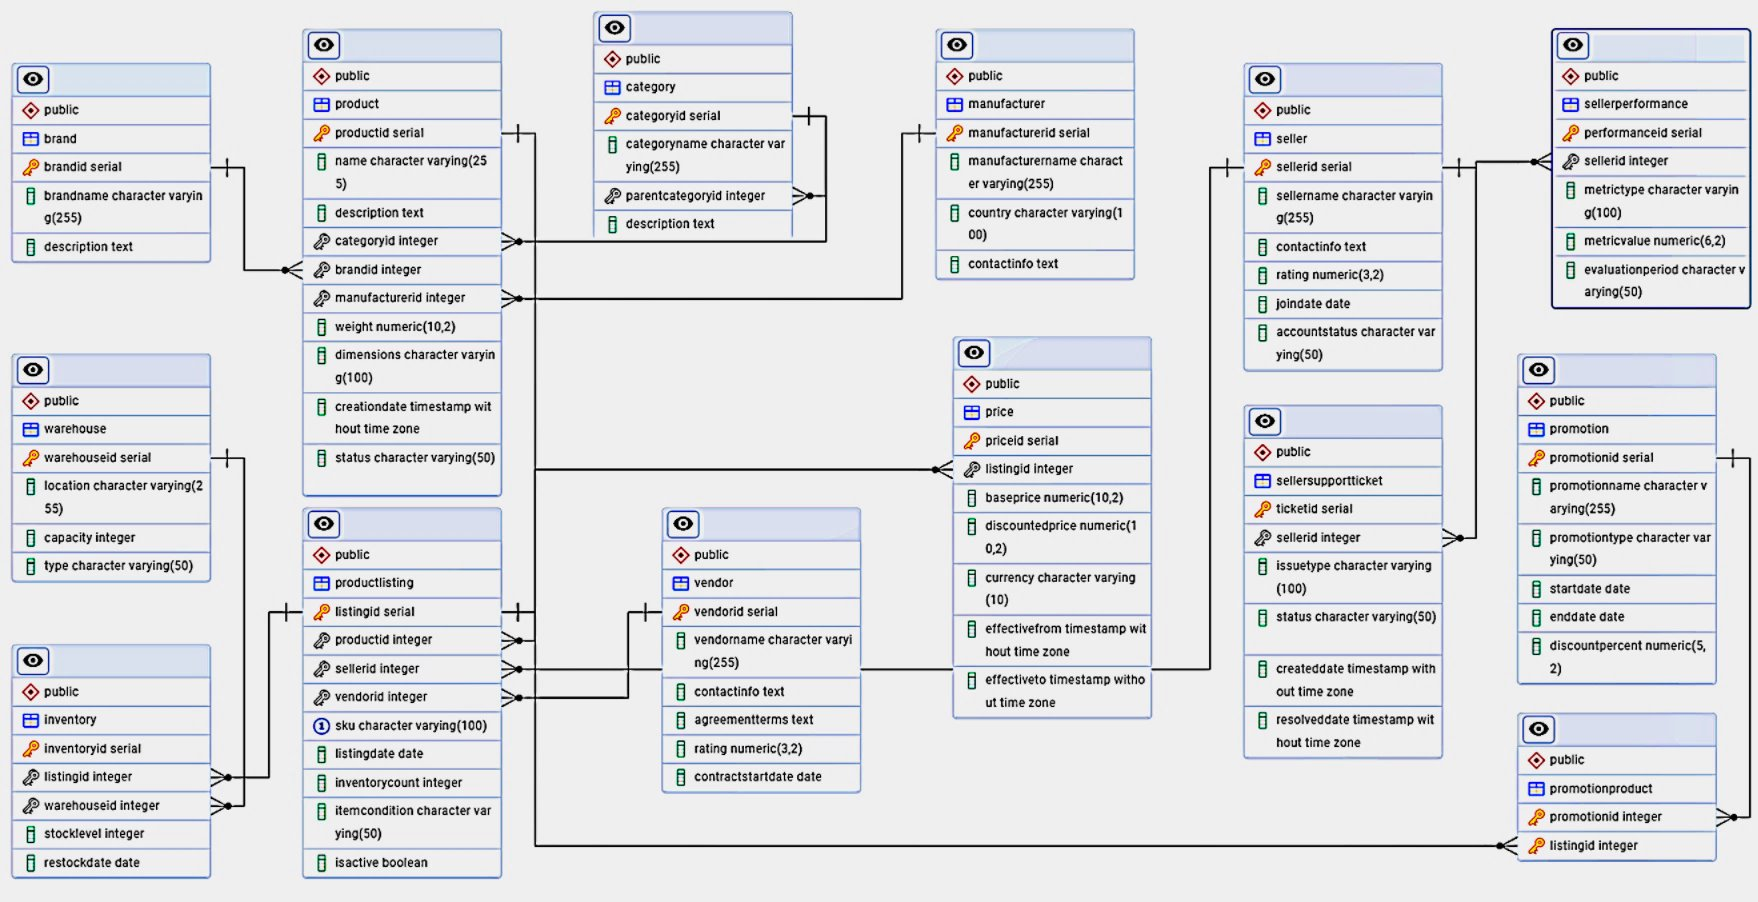 public
brand
brandid serial
brandname character varyin
g(255)
description text
public
product
productid serial
name character varying(25
5)
description text
categoryid integer
brandid integer
manufacturerid integer
weight numeric(10,2)
dimensions character varyin
g(100)
creationdate timestamp wit
hout time zone
status character varying(50)
public
category
categoryid serial
categoryname character var
ying(255)
parentcategoryid integer
description text
public
manufacturer
manufacturerid serial
manufacturername charact
er varying(255)
country character varying(1
00)
contactinfo text
public
seller
sellerid serial
sellername character varyin
g(255)
contactinfo text
rating numeric(3,2)
joindate date
accountstatus character var
ying(50)
public
sellerperformance
performanceid serial
sellerid integer
metrictype character varyin
g(100)
metricvalue numeric(6,2)
evaluationperiod character v
arying(50)
public
warehouse
warehouseid serial
location character varying(2
55)
capacity integer
type character varying(50)
public
price
priceid serial
listingid integer
baseprice numeric(10,2)
discountedprice numeric(1
0,2)
currency character varying
(10)
effectivefrom timestamp wit
hout time zone
effectiveto timestamp witho
ut time zone
public
sellersupportticket
ticketid serial
sellerid integer
issuetype character varying
(100)
status character varying(50)
createddate timestamp with
out time zone
resolveddate timestamp wit
hout time zone
public
promotion
promotionid serial
promotionname character v
arying(255)
promotiontype character var
ying(50)
startdate date
enddate date
discountpercent numeric(5,
2)
public
inventory
inventoryid serial
listingid integer
warehouseid integer
stocklevel integer
restockdate date
public
productlisting
listingid serial
productid integer
sellerid integer
vendorid integer
1 sku character varying(100)
listingdate date
inventorycount integer
itemcondition character var
ying(50)
isactive boolean
public
vendor
vendorid serial
vendorname character varyi
ng(255)
contactinfo text
agreementterms text
rating numeric(3,2)
contractstartdate date
public
promotionproduct
promotionid integer
listingid integer